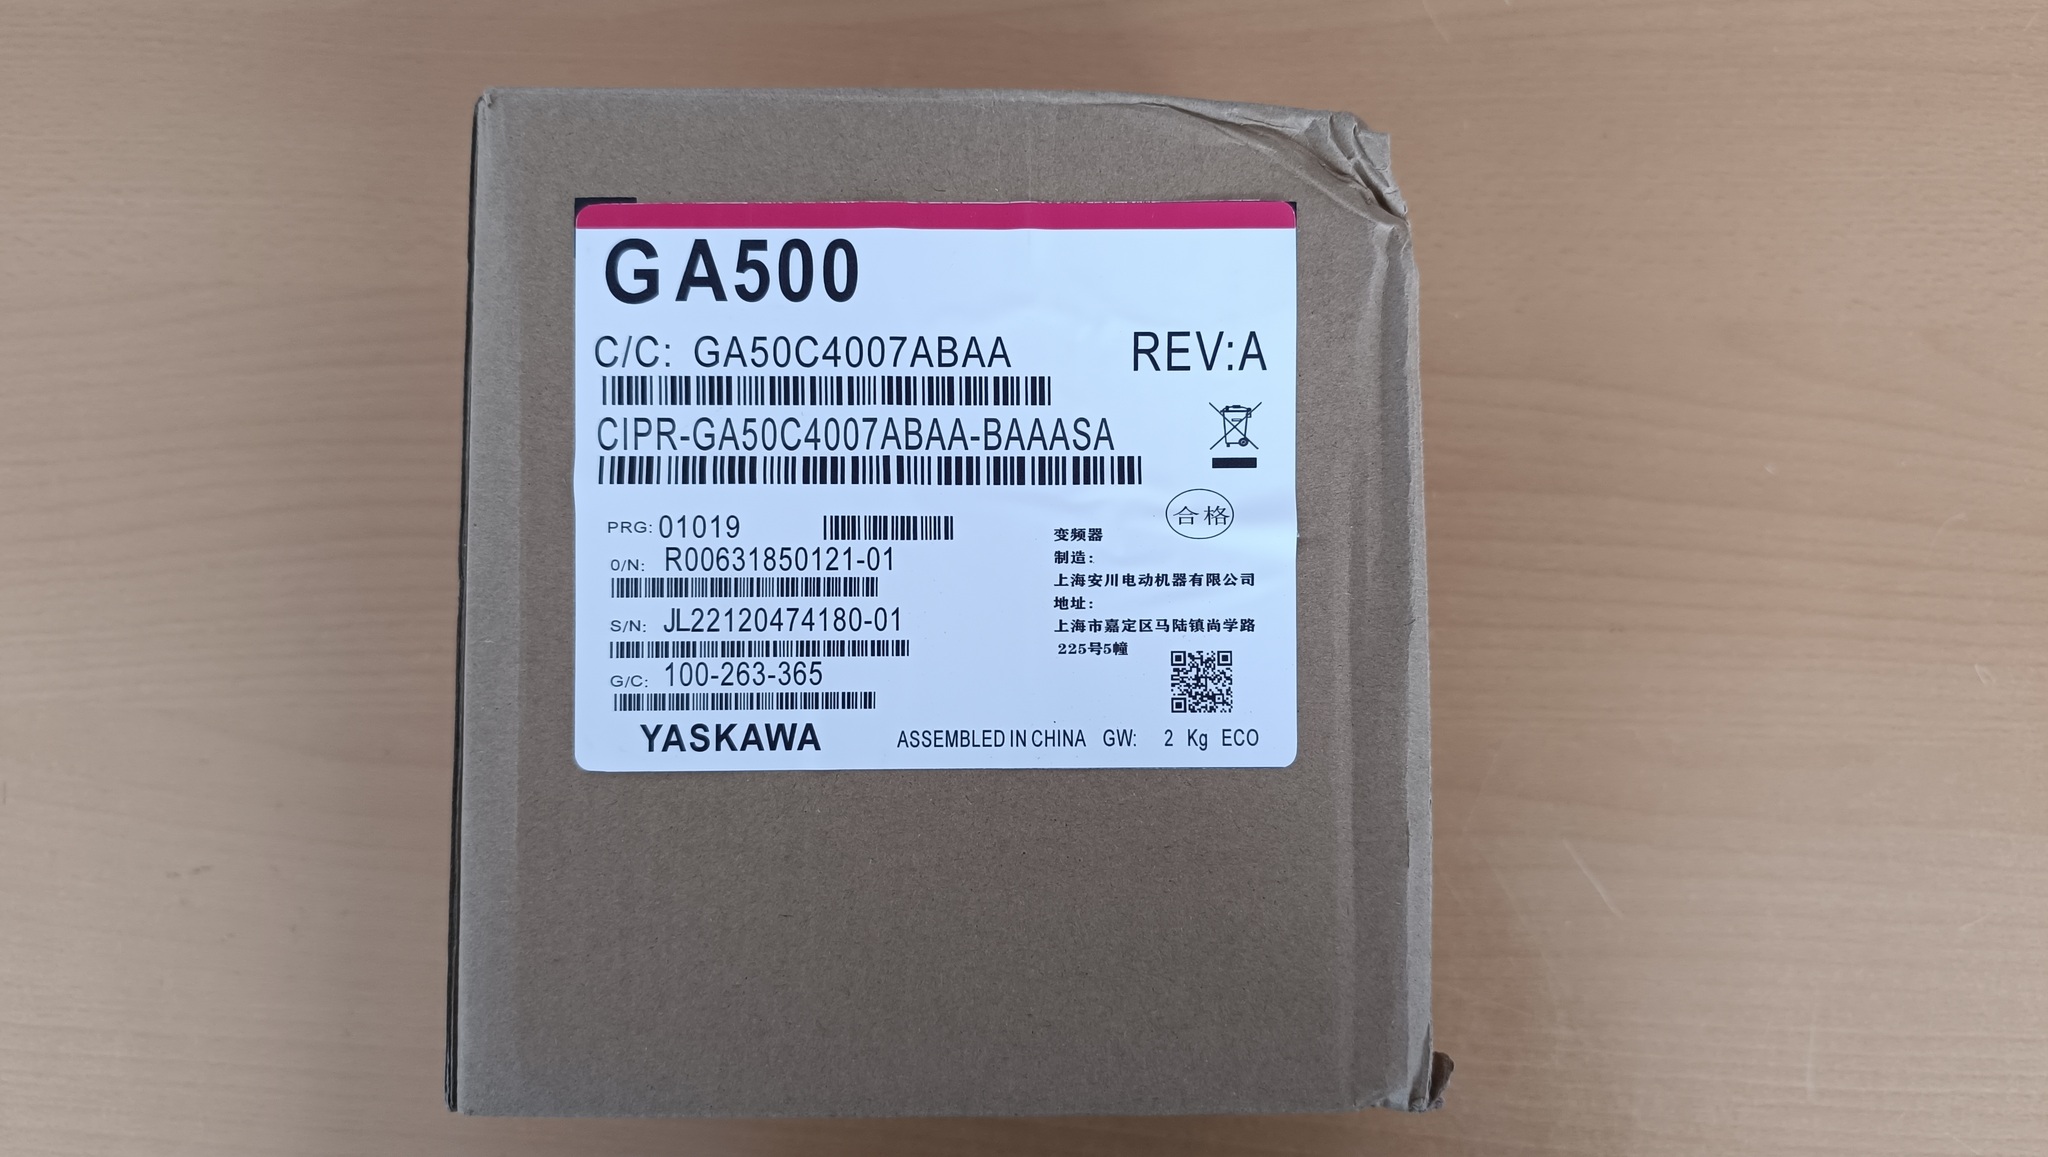 GA500
C/C: GA50C4007ABAA
REV:A
CIPR-GA50C4007ABAA-BAAASA
合格
PRG: 01019
O/N: R00631850121-01
S/N: JL22120474180-01
G/C: 100-263-365
变频器
制造:
上海安川电动机器有限公司
地址:
上海市嘉定区马陆镇尚学路
225号5幢
YASKAWA
ASSEMBLED IN CHINA GW: 2 Kg ECO